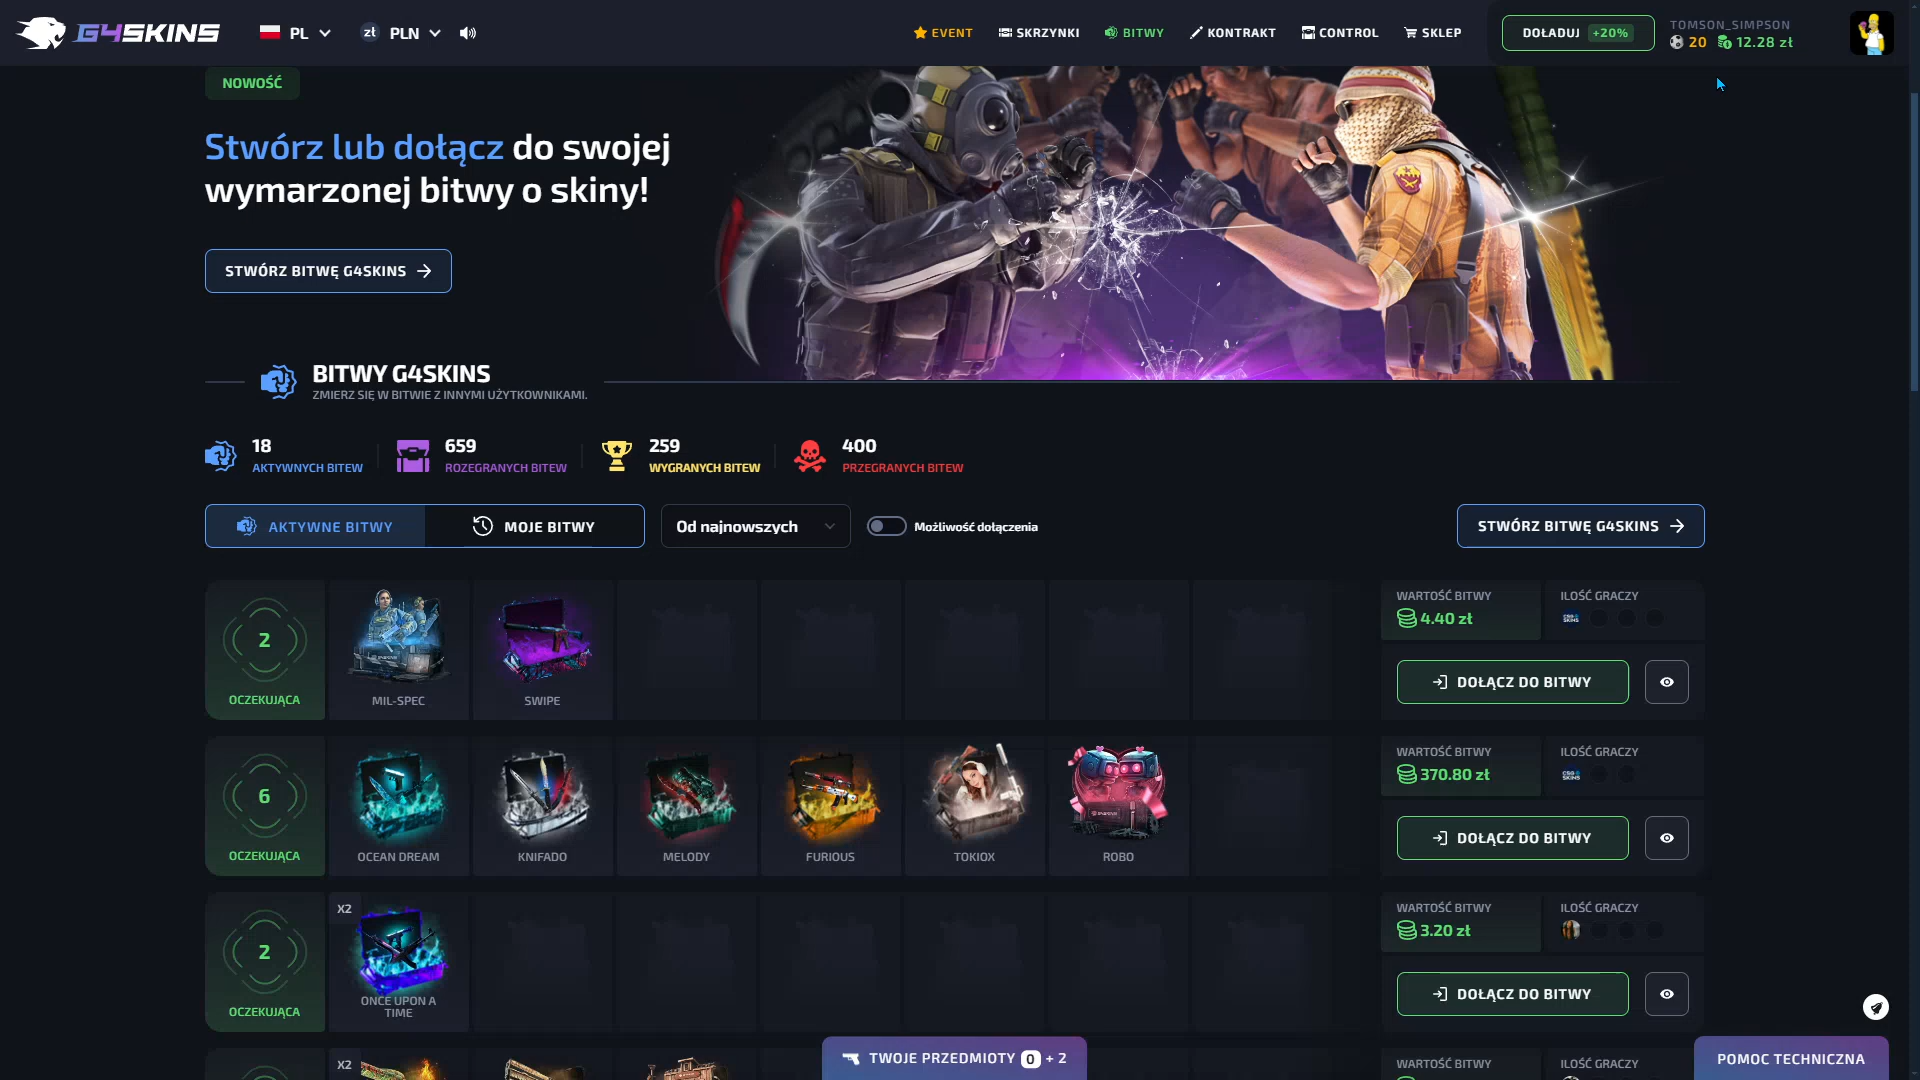 G4SKINS
PL
zł PLN
EVENT
SKRZYNKI
BITWY
KONTRAKT
CONTROL
SKLEP
DOŁADUJ +20%
TOMSON_SIMPSON
20 12.28 zł
NOWOŚĆ
Stwórz lub dołącz do swojej
wymarzonej bitwy o skiny!
STWÓRZ BITWĘ G4SKINS
BITWY G4SKINS
ZMIERZ SIĘ W BITWIE Z INNYMI UŻYTKOWNIKAMI.
18
AKTYWNYCH BITEW
659
ROZEGRANYCH BITEW
259
WYGRANYCH BITEW
400
PRZEGRANYCH BITEW
AKTYWNE BITWY
MOJE BITWY
Od najnowszych
Możliwość dołączenia
STWÓRZ BITWĘ G4SKINS
2
OCZEKUJĄCA
MIL-SPEC
SWIPE
WARTOŚĆ BITWY
4.40 zł
ILOŚĆ GRACZY
DOŁĄCZ DO BITWY
6
OCZEKUJĄCA
OCEAN DREAM
KNIFADO
MELODY
FURIOUS
TOKIOX
ROBO
WARTOŚĆ BITWY
370.80 zł
ILOŚĆ GRACZY
DOŁĄCZ DO BITWY
2
OCZEKUJĄCA
X2
ONCE UPON A
TIME
WARTOŚĆ BITWY
3.20 zł
ILOŚĆ GRACZY
DOŁĄCZ DO BITWY
X2
WARTOŚĆ BITWY
ILOŚĆ GRACZY
TWOJE PRZEDMIOTY 0 + 2
POMOC TECHNICZNA